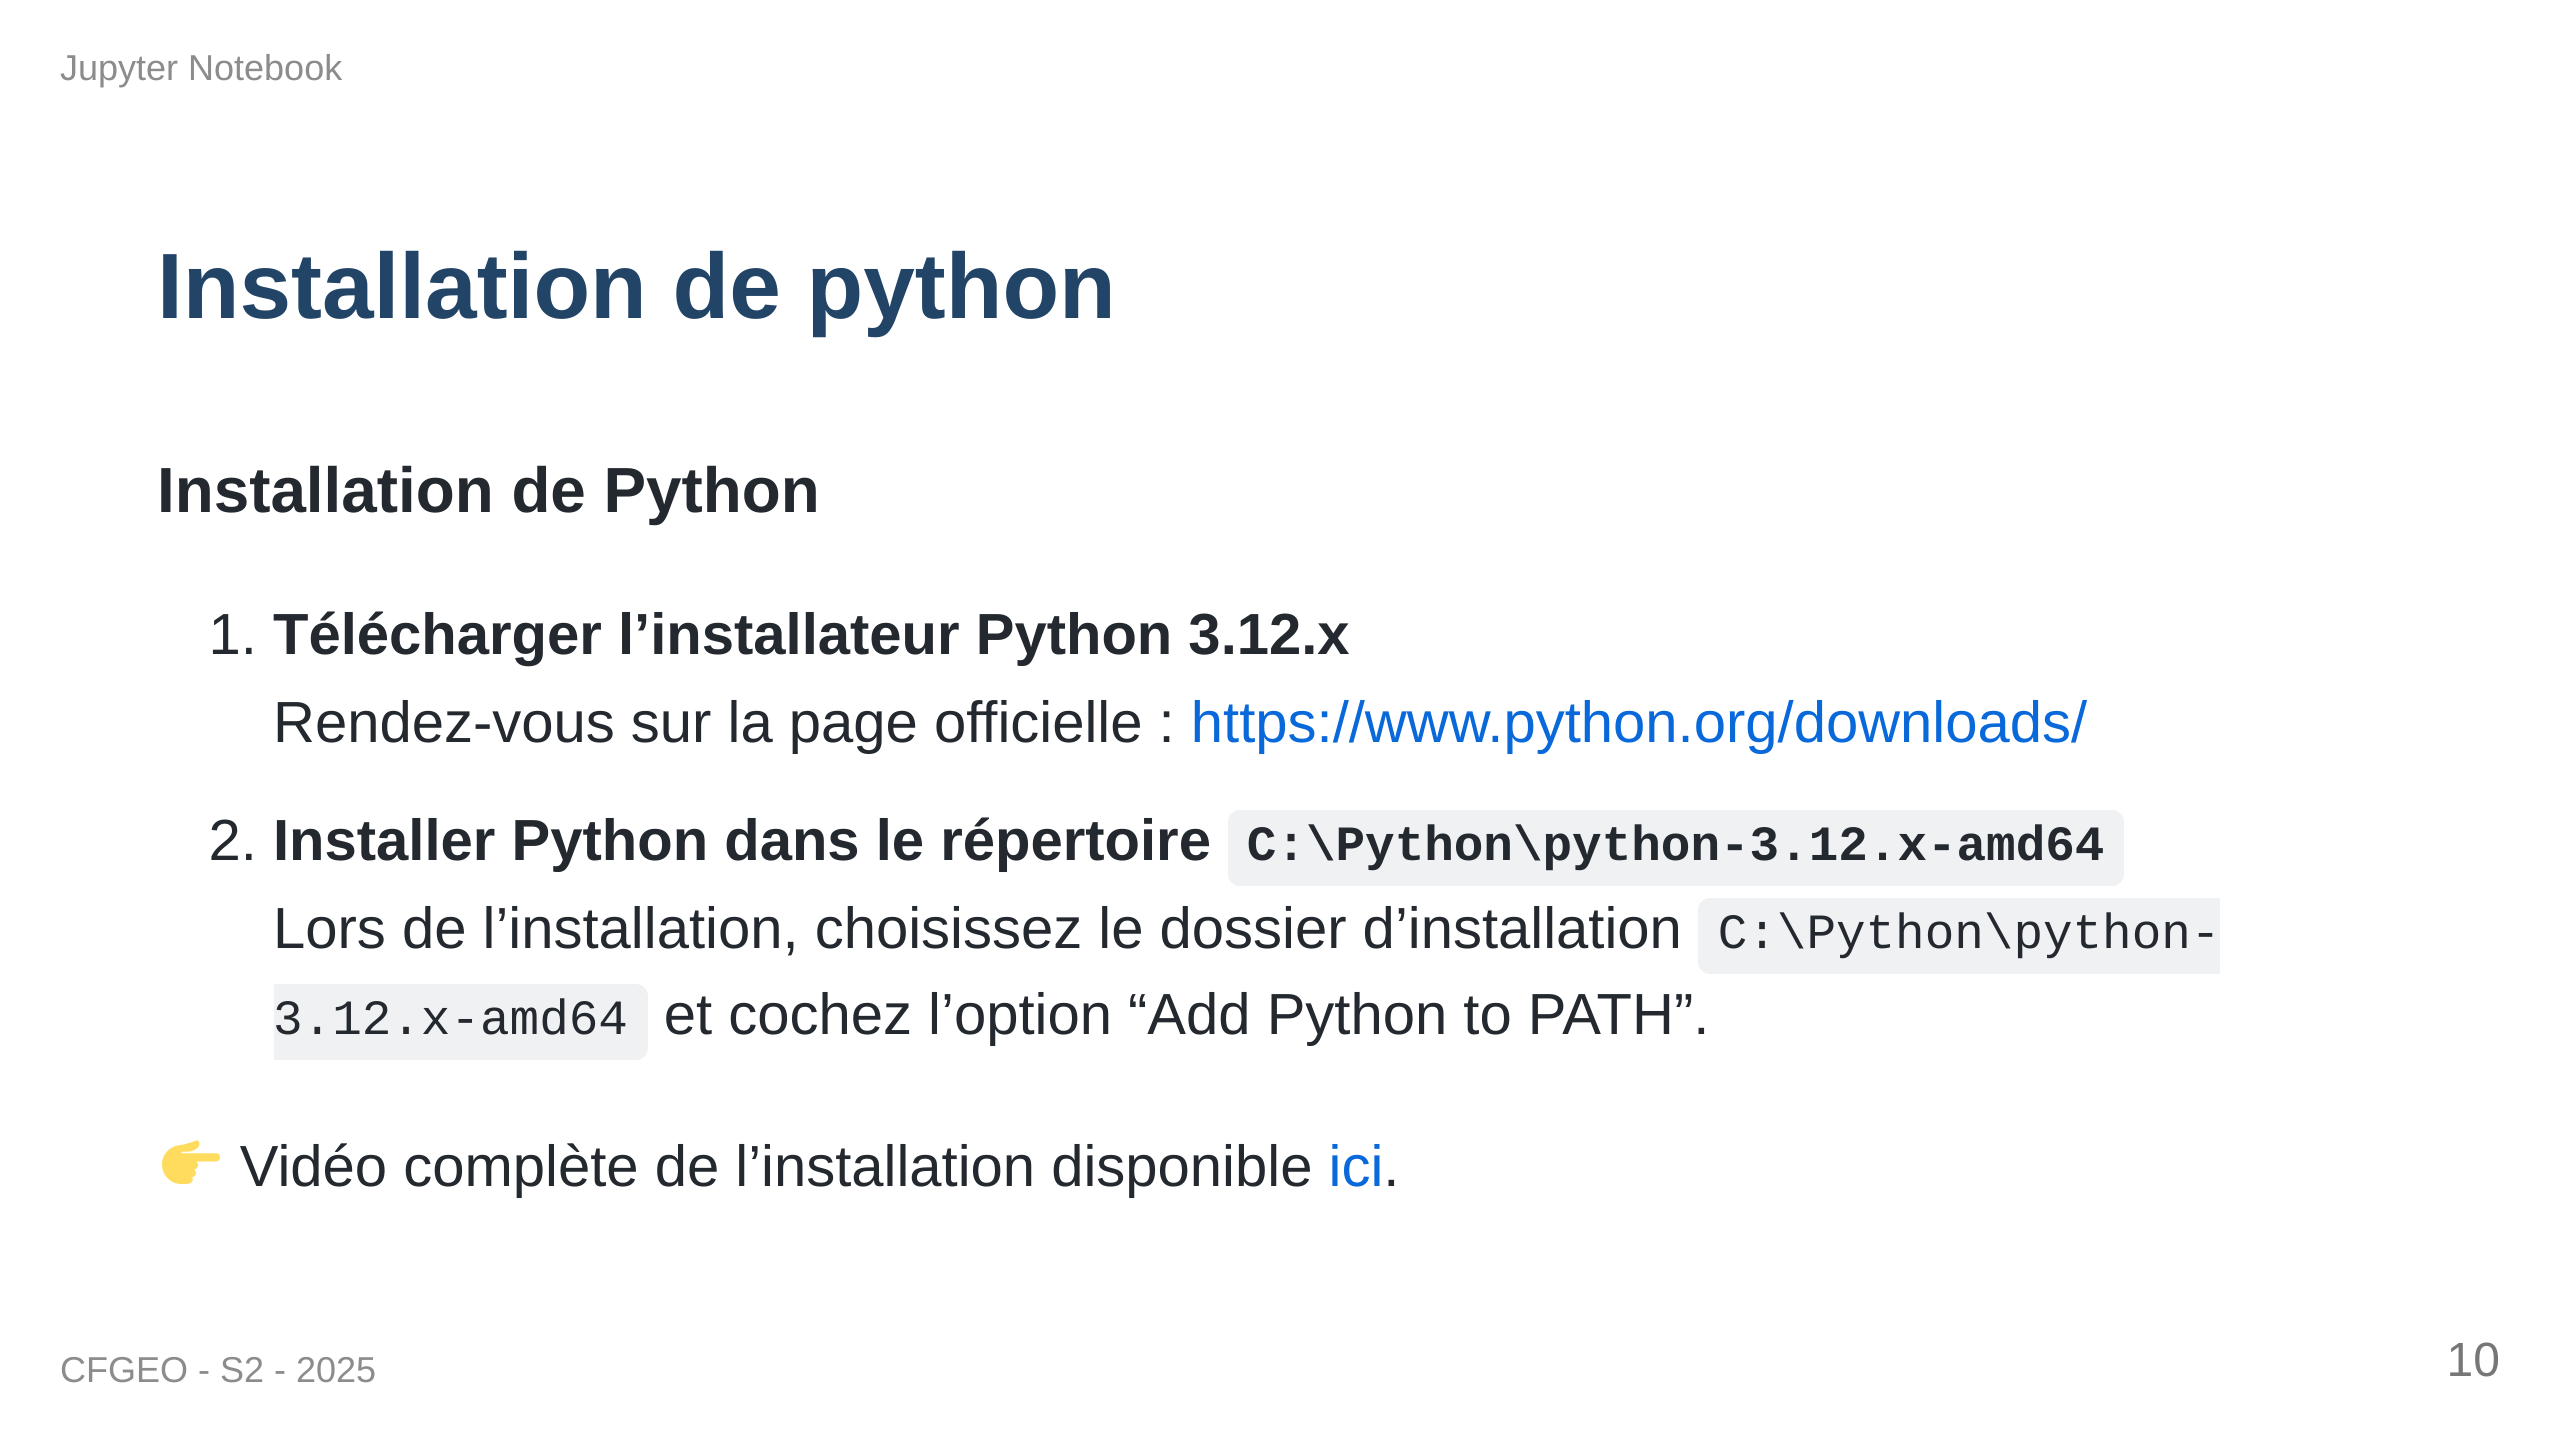 Jupyter Notebook
Installation de python
Installation de Python
1. Télécharger l’installateur Python 3.12.x
Rendez-vous sur la page officielle : https://www.python.org/downloads/
2. Installer Python dans le répertoire C:\Python\python-3.12.x-amd64
Lors de l’installation, choisissez le dossier d’installation C:\Python\python-
3.12.x-amd64 et cochez l’option “Add Python to PATH”.
👉 Vidéo complète de l’installation disponible ici.
CFGEO - S2 - 2025
10